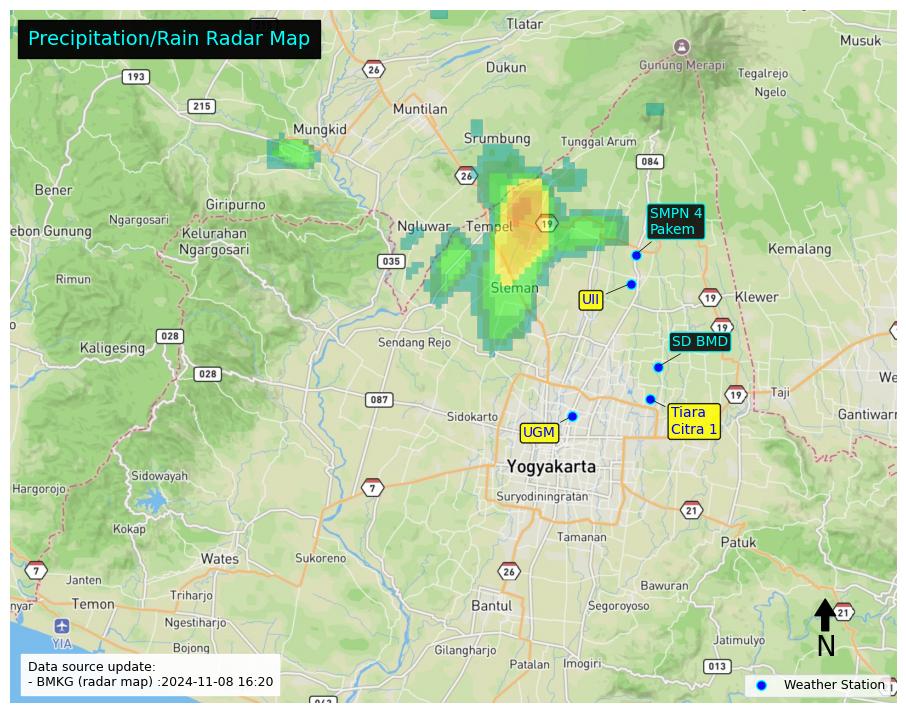 Precipitation/Rain Radar Map
Tlatar
Musuk
26
Dukun
Gunung Merapi
Tegalrejo
193
Ngelo
215
Muntilan
Mungkid
Srumbung
Tunggal Arum
084
26
Bener
Giripurno
SMPN 4
Pakem
Ngargosari
Ngluwar
Tempel
19
ebon Gunung
Kelurahan
Ngargosari
Kemalang
035
Rimun
Sleman
UII
19
Klewer
19
028
Kaligesing
Sendang Rejo
SD BMD
028
We
087
19
Taji
Sidokarto
Tiara
Citra 1
Gantiwarn
UGM
Yogyakarta
Sidowayah
Hargorojo
7
Suryodiningratan
21
Kokap
Tamanan
Patuk
Wates
Sukoreno
7
26
Janten
Bawuran
Triharjo
nyar
Temon
Bantul
Segoroyoso
21
Ngestiharjo
YIA
N
Jatimulyo
Bojong
Gilangharjo
Patalan
Imogiri
013
Data source update:
- BMKG (radar map) :2024-11-08 16:20
Weather Station